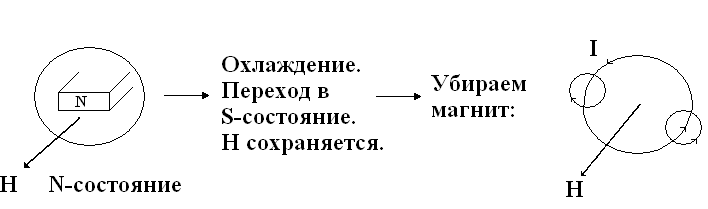 N
H
N-состояние
Охлаждение.
Переход в
S-состояние.
H сохраняется.
Убираем
магнит:
I
H